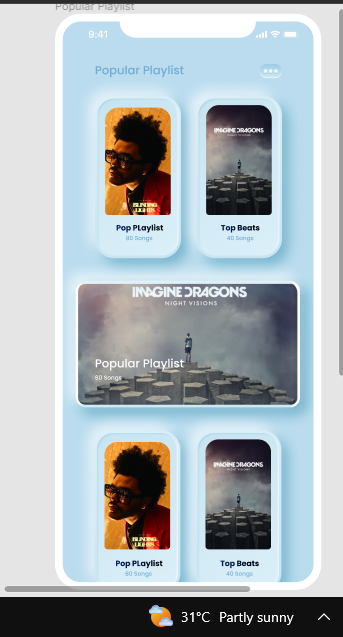 Popular Playlist
9:41
Popular Playlist
BLINDING
LIGHTS
IMAGINE DRAGONS
NIGHT VISIONS
Pop PLaylist
80 Songs
Top Beats
40 Songs
IMAGINE DRAGONS
NIGHT VISIONS
Popular Playlist
80 Songs
IMAGINE DRAGONS
NIGHT VISIONS
BLINDING
LIGHTS
Pop PLaylist
80 Songs
Top Beats
40 Songs
31°C Partly sunny